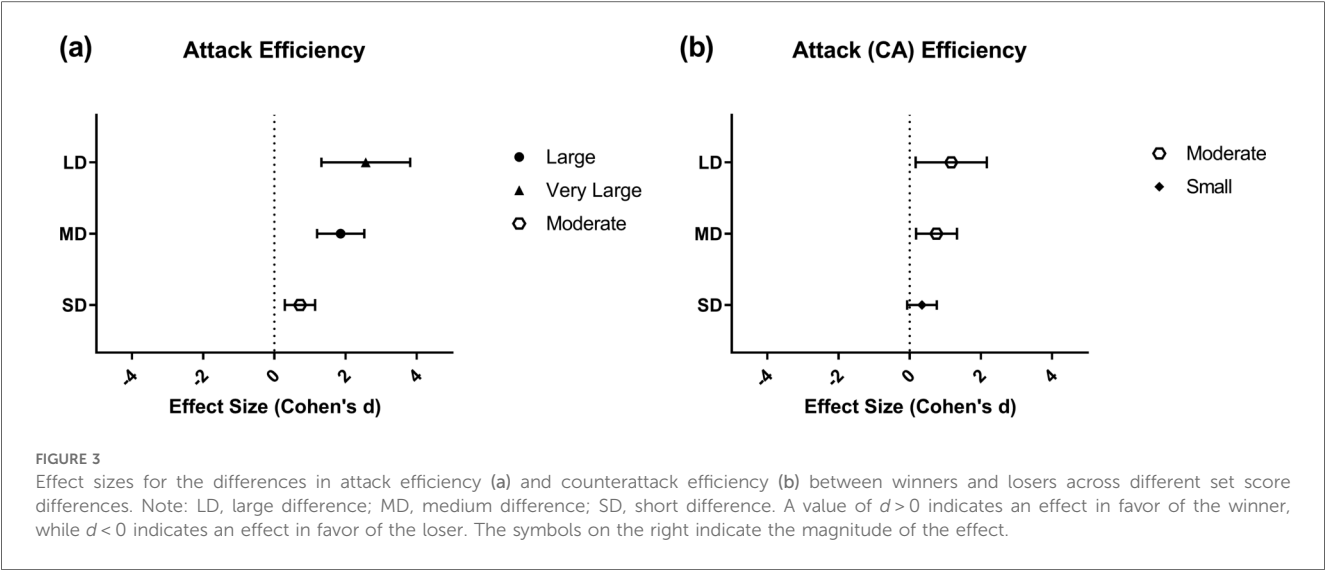 (a) Attack Efficiency
LD
MD
SD
-4 -2 0 2 4
Effect Size (Cohen's d)
Large
Very Large
Moderate
(b) Attack (CA) Efficiency
LD
MD
SD
-4 -2 0 2 4
Effect Size (Cohen's d)
Moderate
Small
FIGURE 3
Effect sizes for the differences in attack efficiency (a) and counterattack efficiency (b) between winners and losers across different set score
differences. Note: LD, large difference; MD, medium difference; SD, short difference. A value of d > 0 indicates an effect in favor of the winner,
while d < 0 indicates an effect in favor of the loser. The symbols on the right indicate the magnitude of the effect.